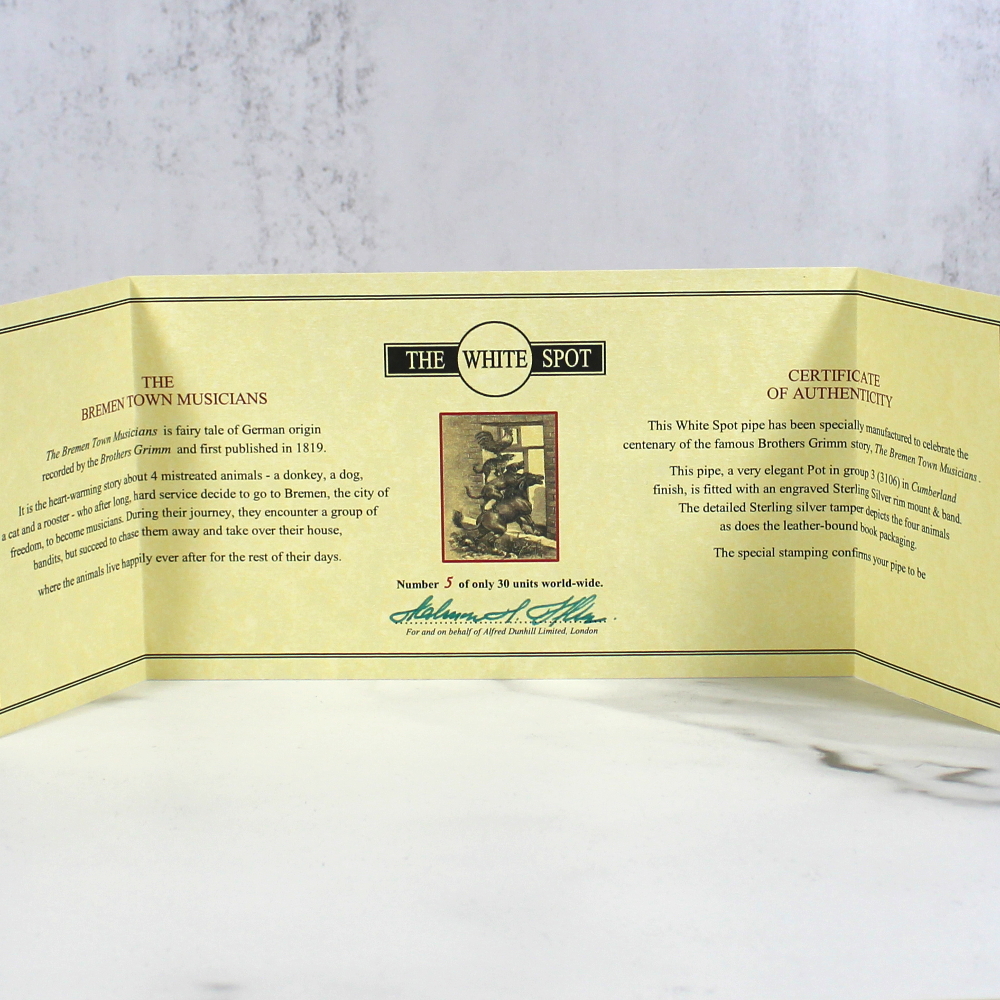 THE
BREMEN TOWN MUSICIANS
The Bremen Town Musicians is fairy tale of German origin
recorded by the Brothers Grimm and first published in 1819.
It is the heart-warming story about 4 mistreated animals - a donkey, a dog,
a cat and a rooster - who after long, hard service decide to go to Bremen, the city of
freedom, to become musicians. During their journey, they encounter a group of
bandits, but succeed to chase them away and take over their house,
where the animals live happily ever after for the rest of their days.
THE WHITE SPOT
Number 5 of only 30 units world-wide.
For and on behalf of Alfred Dunhill Limited, London
CERTIFICATE
OF AUTHENTICITY
This White Spot pipe has been specially manufactured to celebrate the
centenary of the famous Brothers Grimm story, The Bremen Town Musicians.
This pipe, a very elegant Pot in group 3 (3106) in Cumberland
finish, is fitted with an engraved Sterling Silver rim mount & band.
The detailed Sterling silver tamper depicts the four animals
as does the leather-bound book packaging.
The special stamping confirms your pipe to be